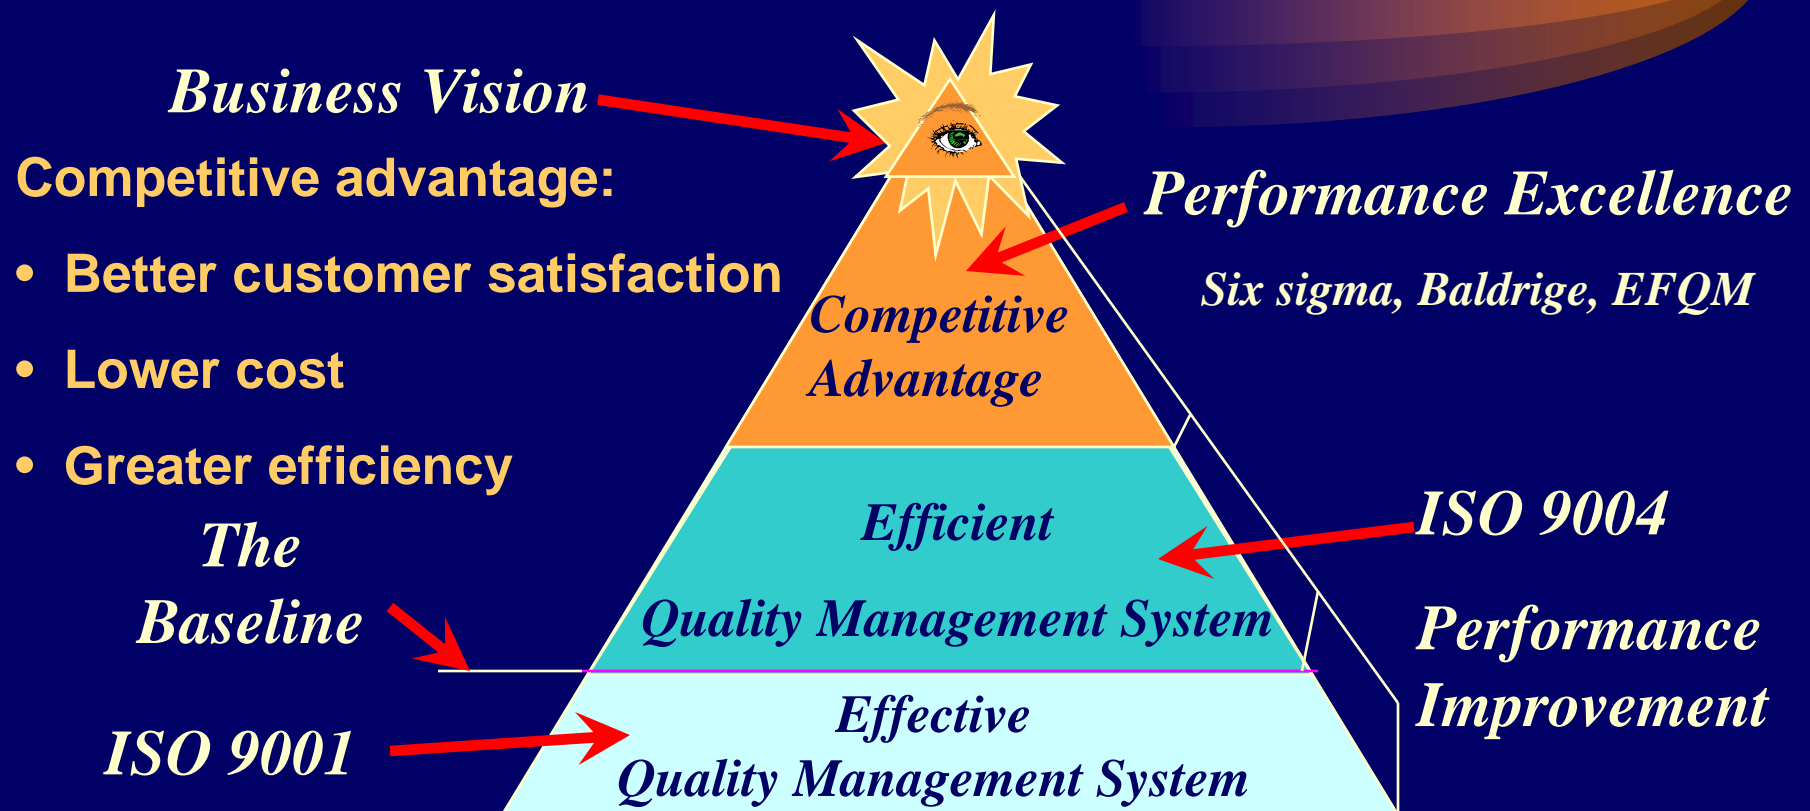 Business Vision
Competitive advantage:
• Better customer satisfaction
• Lower cost
• Greater efficiency
The
Baseline
ISO 9001
Competitive
Advantage
Efficient
Quality Management System
Effective
Quality Management System
Performance Excellence
Six sigma, Baldrige, EFQM
ISO 9004
Performance
Improvement